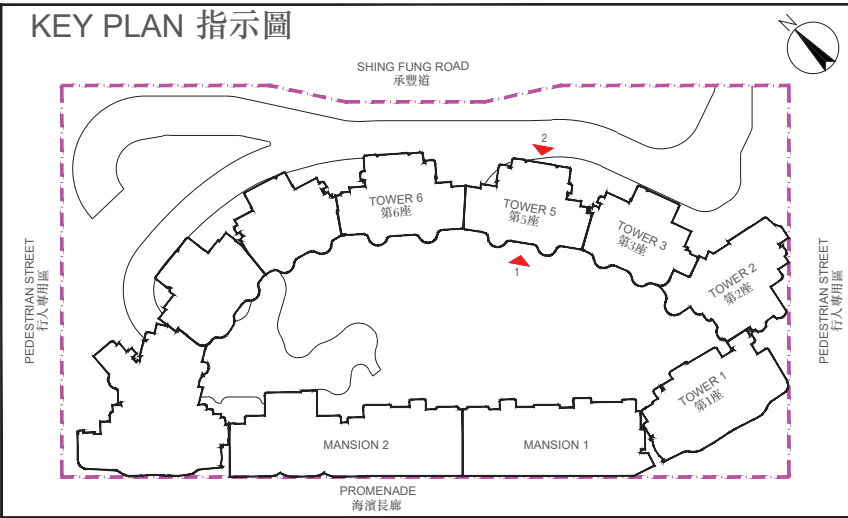 KEY PLAN 指示圖
N
SHING FUNG ROAD
承豐道
2
TOWER 6
第6座
TOWER 5
第5座
TOWER 3
第3座
TOWER 2
第2座
1
PEDESTRIAN STREET
行人專用區
PEDESTRIAN STREET
行人專用區
TOWER 1
第1座
MANSION 2
MANSION 1
PROMENADE
海濱長廊